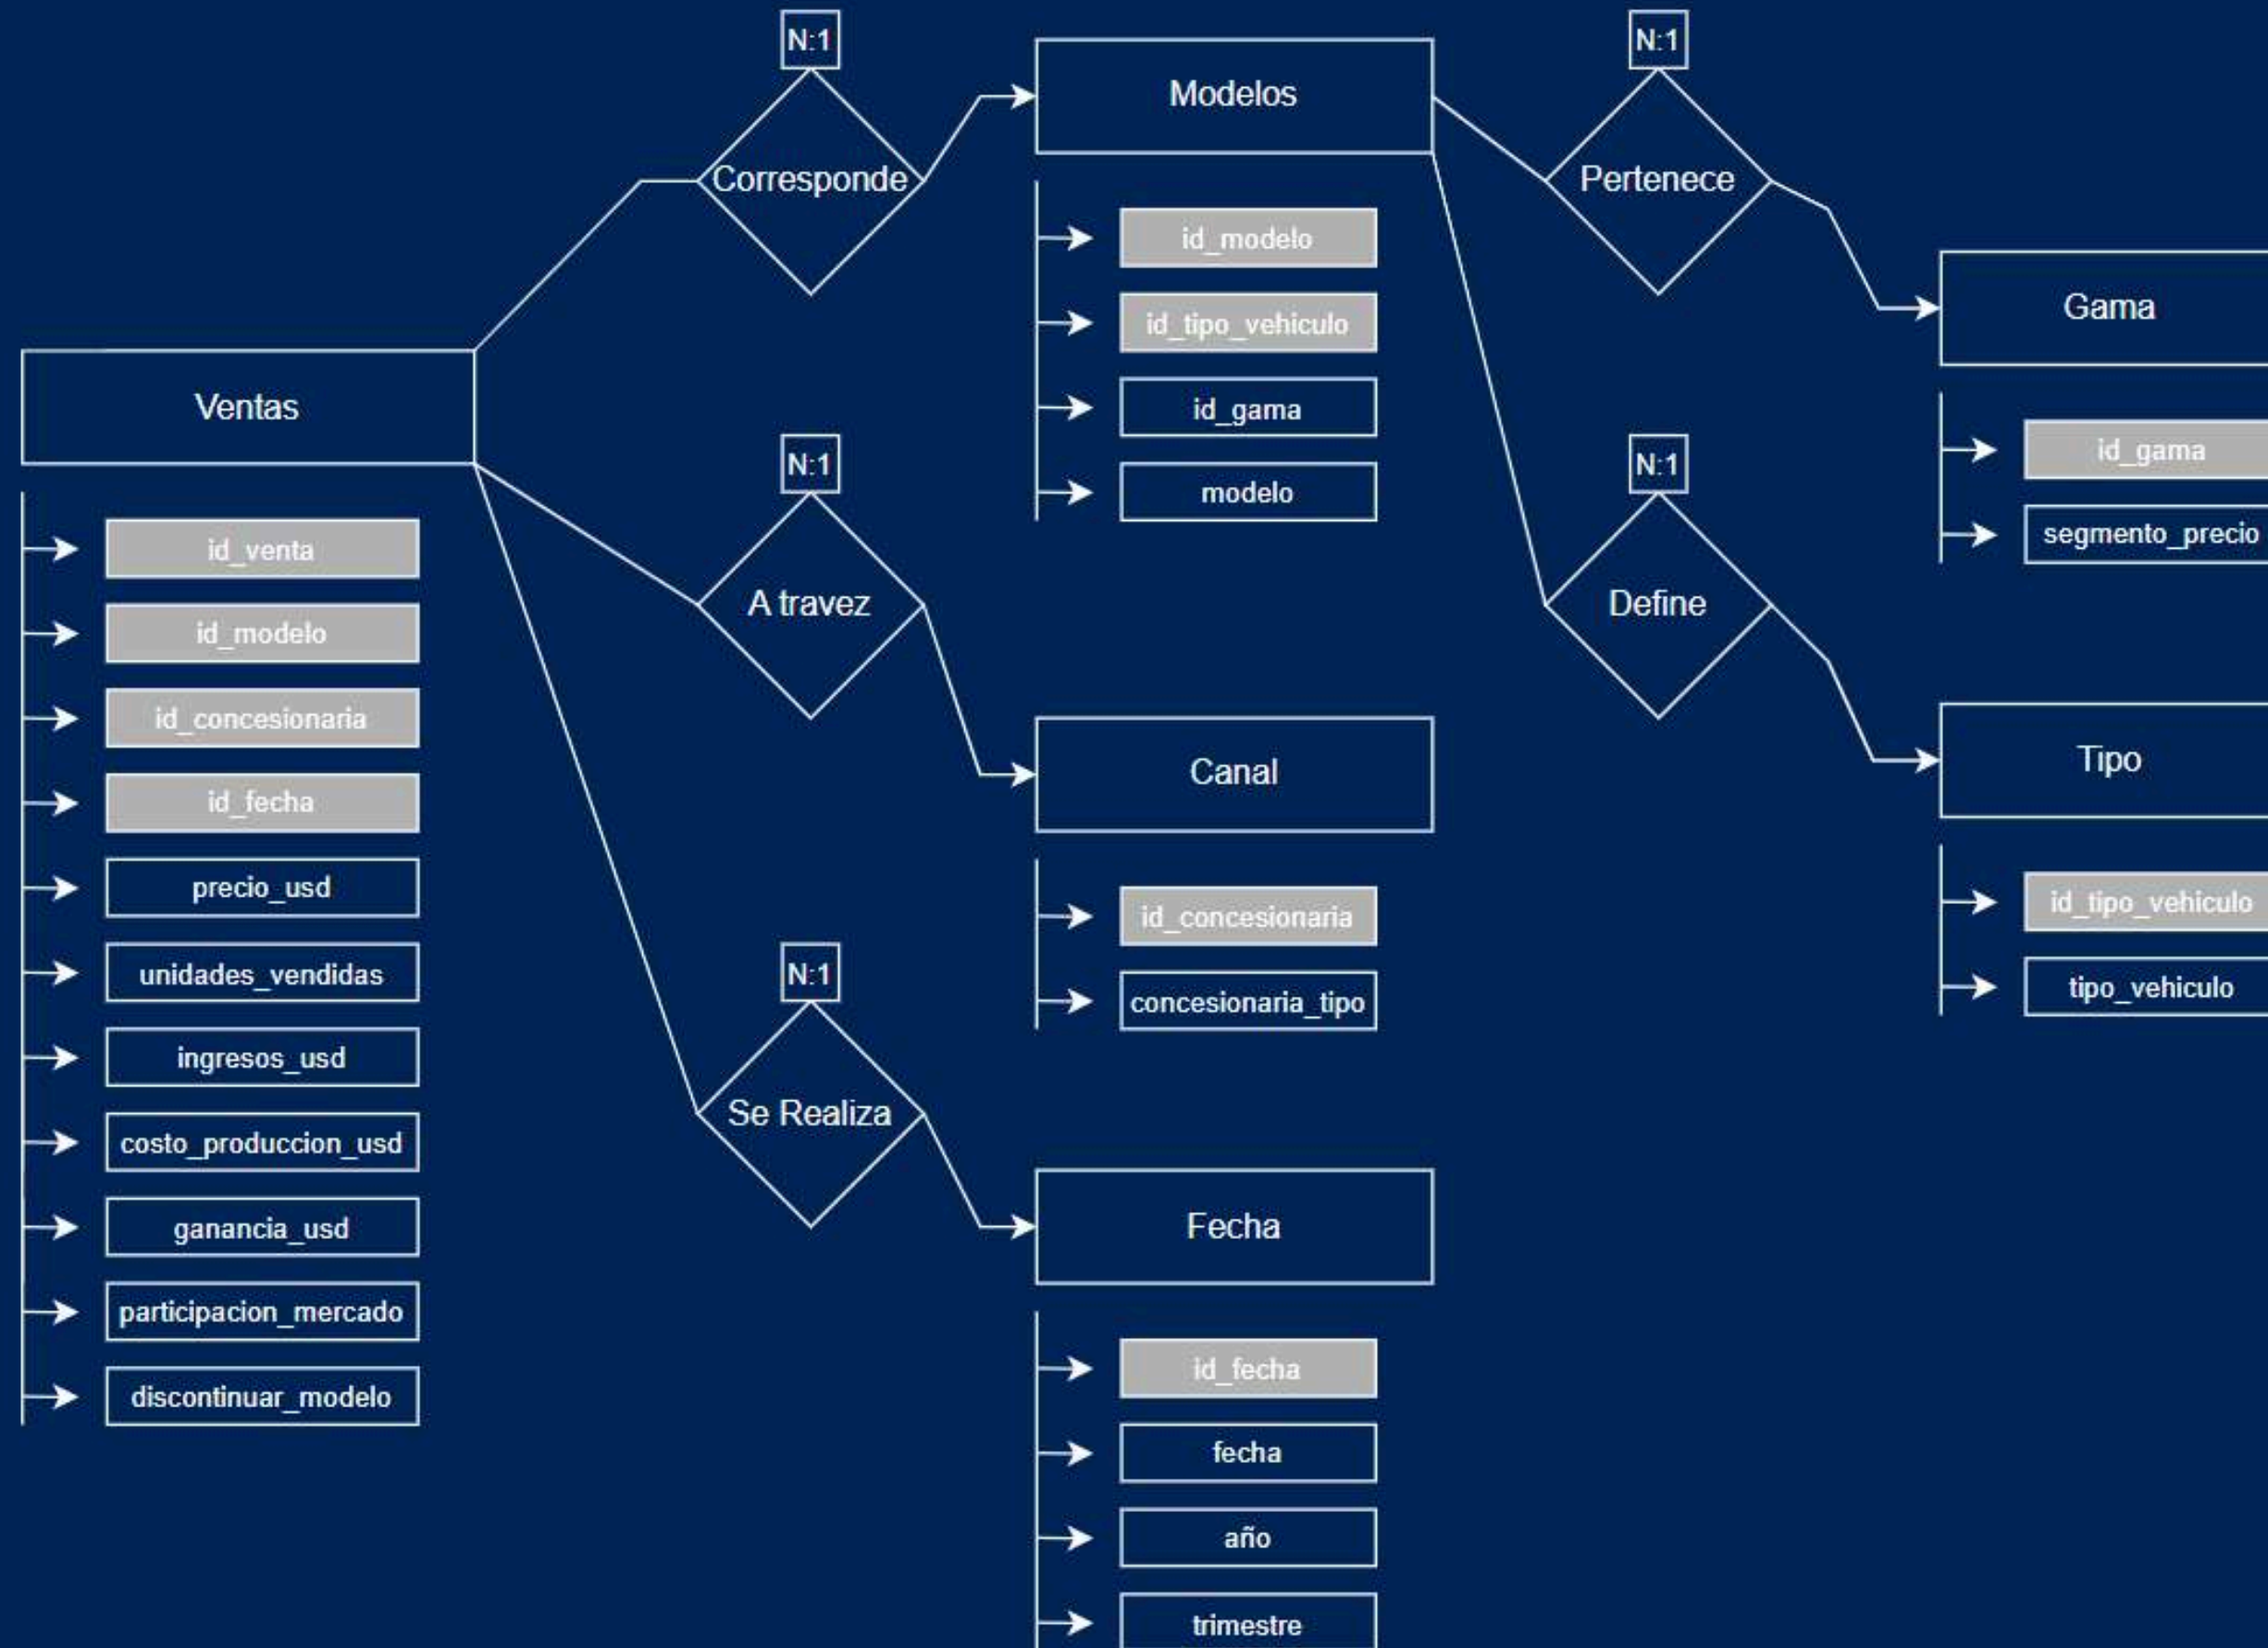 N:1
Corresponde
Modelos
id_modelo
id_tipo_vehiculo
id_gama
modelo
N:1
Pertenece
Gama
id_gama
segmento_precio
Ventas
id_venta
id_modelo
id_concesionaria
id_fecha
precio_usd
unidades_vendidas
ingresos_usd
costo_produccion_usd
ganancia_usd
participacion_mercado
discontinuar_modelo
N:1
A travez
Canal
id_concesionaria
concesionaria_tipo
N:1
Define
Tipo
id_tipo_vehiculo
tipo_vehiculo
N:1
Se Realiza
Fecha
id_fecha
fecha
año
trimestre